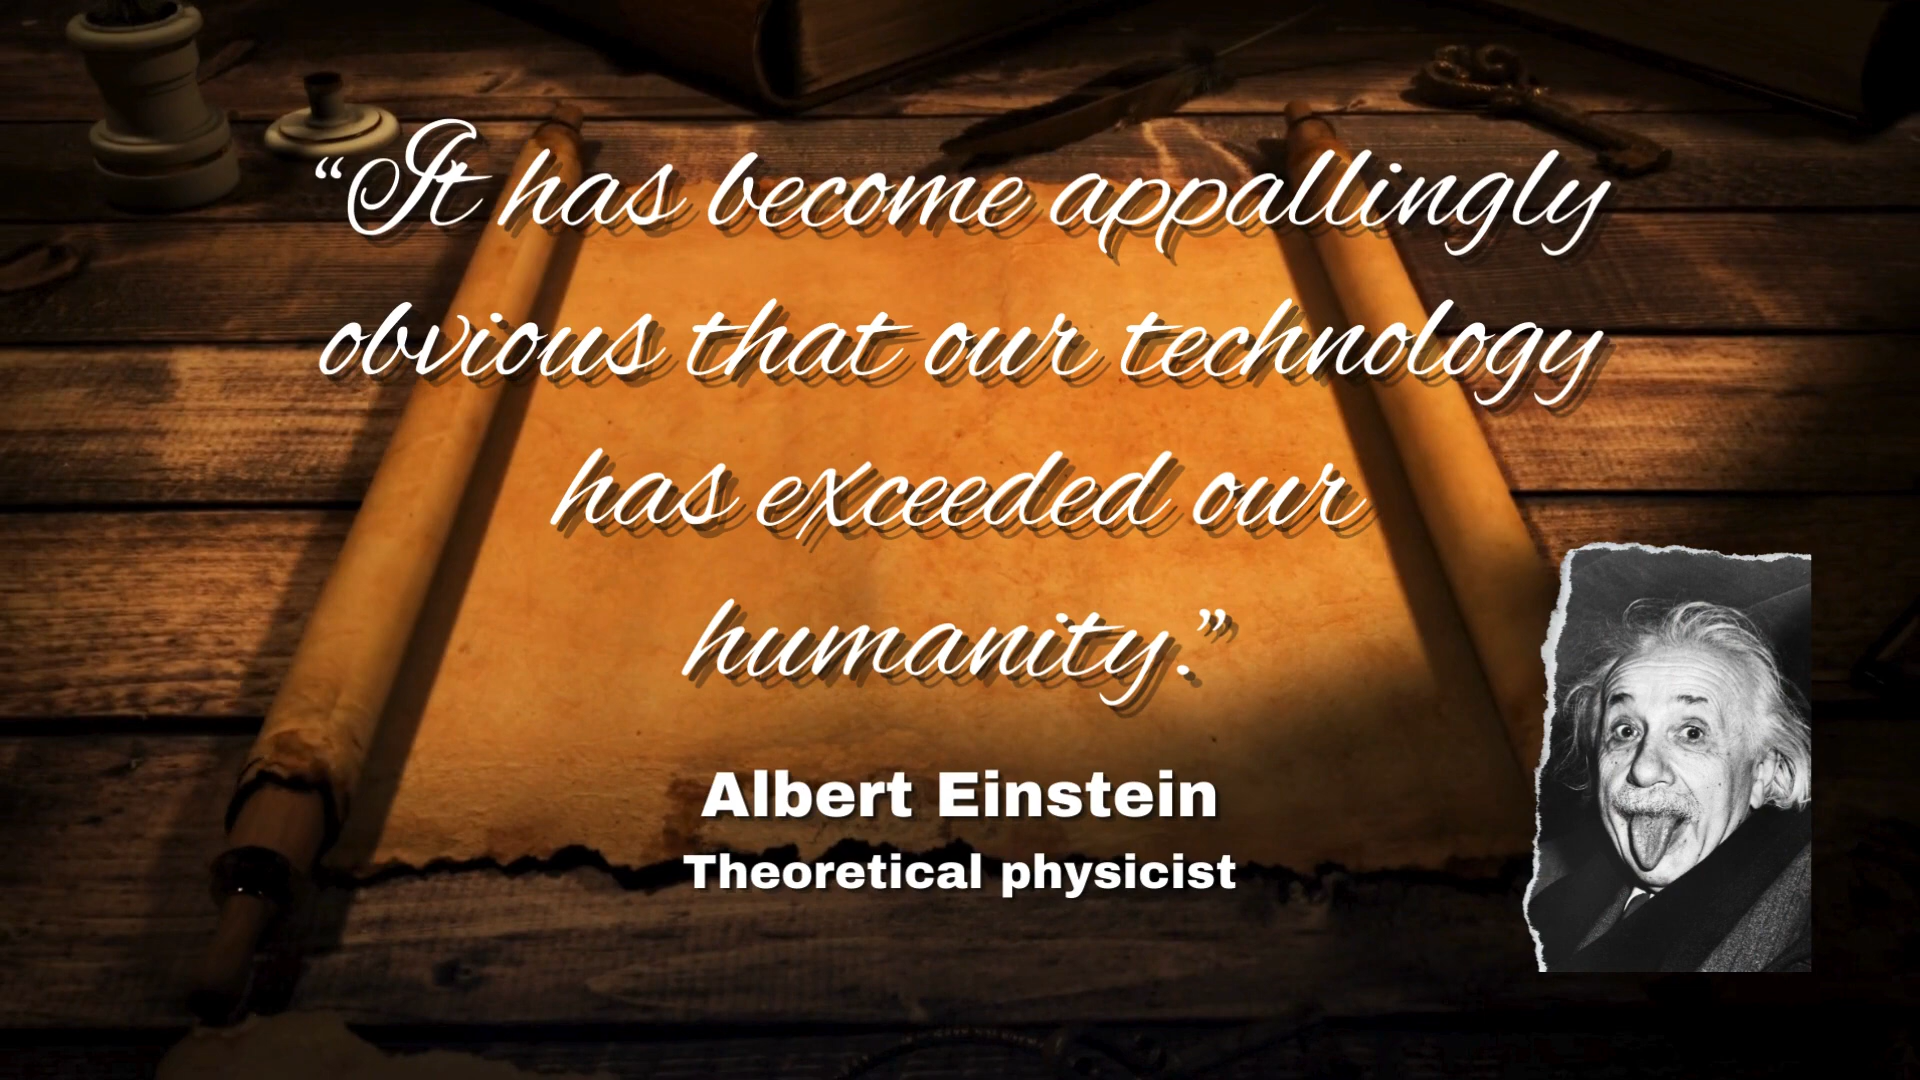 “It has become appallingly
obvious that our technology
has exceeded our
humanity.”
Albert Einstein
Theoretical physicist